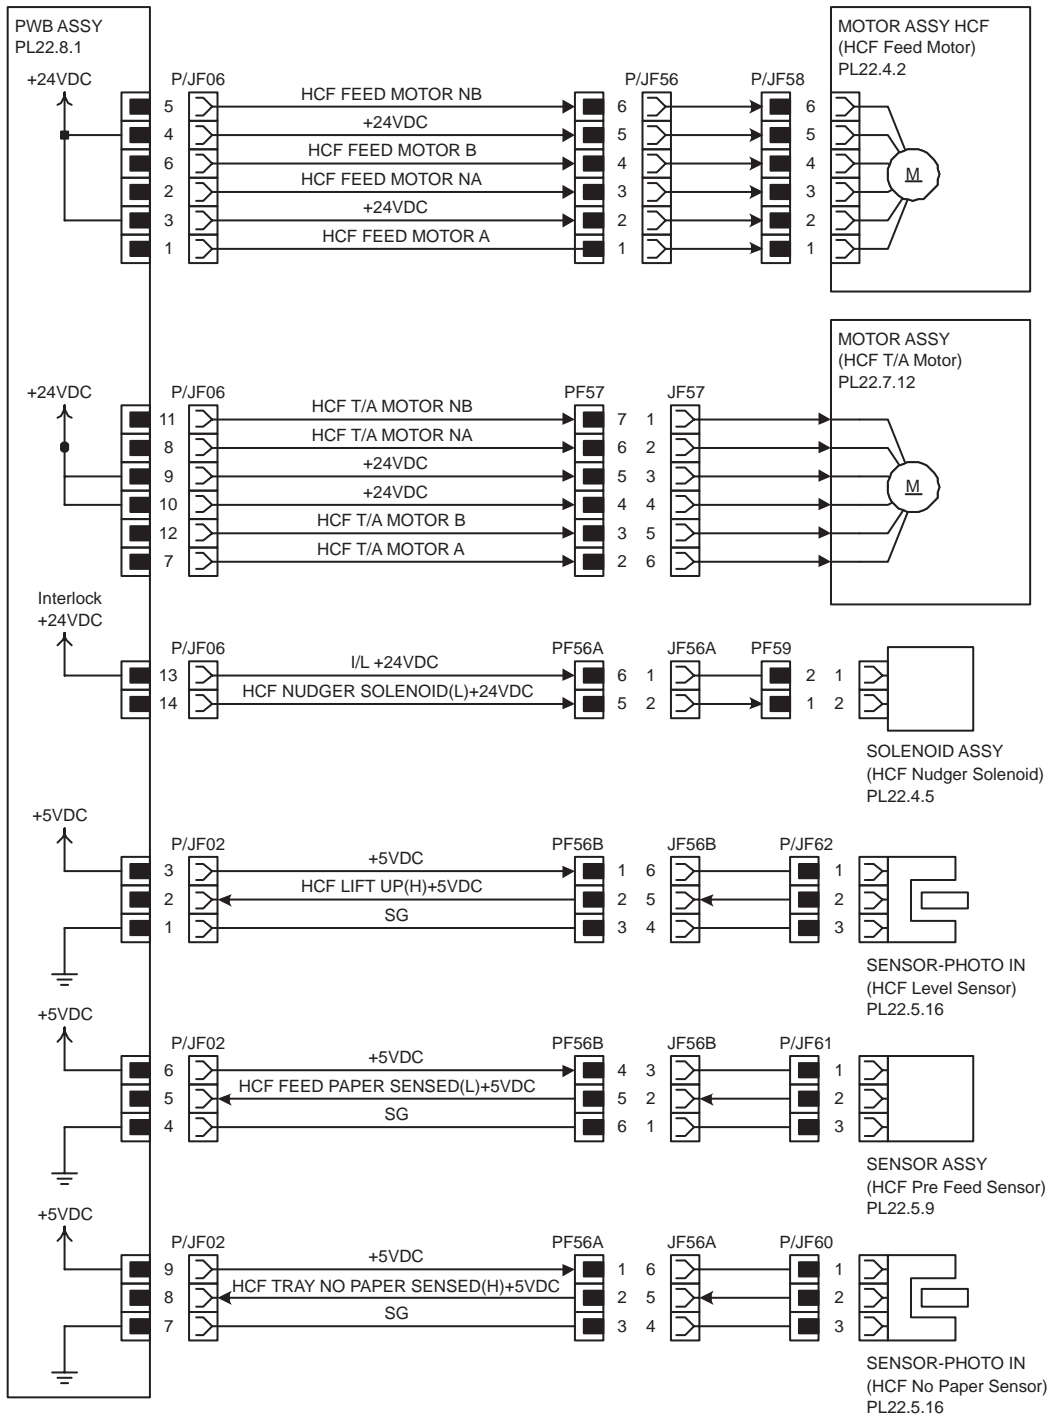 PWB ASSY
PL22.8.1
MOTOR ASSY HCF
(HCF Feed Motor)
PL22.4.2
+24VDC
P/JF06
P/JF56
P/JF58
5 HCF FEED MOTOR NB 6 6
4 +24VDC 5 5
6 HCF FEED MOTOR B 4 4
2 HCF FEED MOTOR NA 3 3
3 +24VDC 2 2
1 HCF FEED MOTOR A 1 1
M
MOTOR ASSY
(HCF T/A Motor)
PL22.7.12
+24VDC
P/JF06
PF57
JF57
11 HCF T/A MOTOR NB 7 1
8 HCF T/A MOTOR NA 6 2
9 +24VDC 5 3
10 +24VDC 4 4
12 HCF T/A MOTOR B 3 5
7 HCF T/A MOTOR A 2 6
M
Interlock
+24VDC
P/JF06
PF56A
JF56A
PF59
13 I/L +24VDC 6 1 2 1
14 HCF NUDGER SOLENOID(L)+24VDC 5 2 1 2
SOLENOID ASSY
(HCF Nudger Solenoid)
PL22.4.5
+5VDC
P/JF02
PF56B
JF56B
P/JF62
3 +5VDC 1 6 1
2 HCF LIFT UP(H)+5VDC 2 5 2
1 SG 3 4 3
SENSOR-PHOTO IN
(HCF Level Sensor)
PL22.5.16
+5VDC
P/JF02
PF56B
JF56B
P/JF61
6 +5VDC 4 3 1
5 HCF FEED PAPER SENSED(L)+5VDC 5 2 2
4 SG 6 1 3
SENSOR ASSY
(HCF Pre Feed Sensor)
PL22.5.9
+5VDC
P/JF02
PF56A
JF56A
P/JF60
9 +5VDC 1 6 1
8 HCF TRAY NO PAPER SENSED(H)+5VDC 2 5 2
7 SG 3 4 3
SENSOR-PHOTO IN
(HCF No Paper Sensor)
PL22.5.16